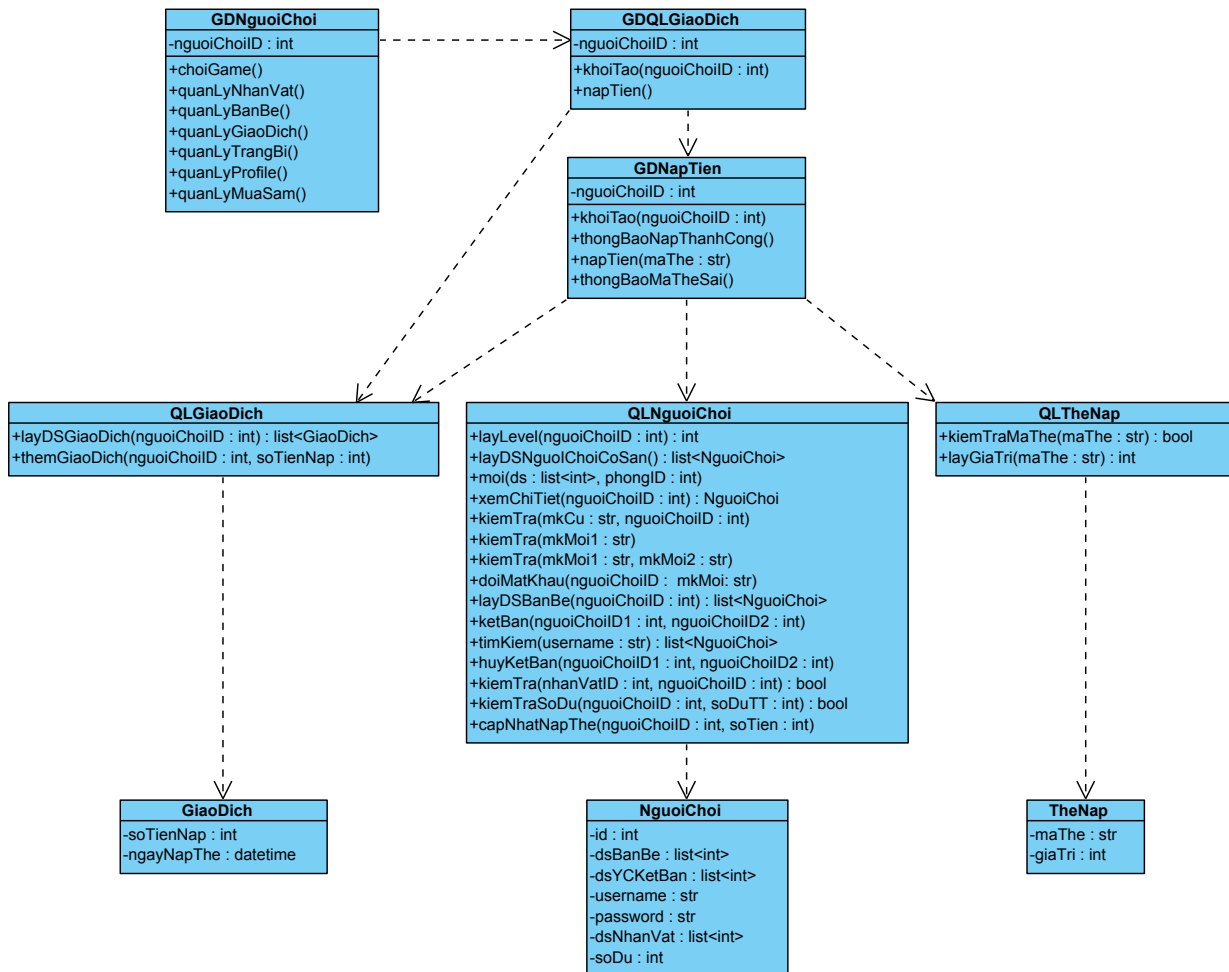 GDNguoiChoi
-nguoiChoiID : int
+choiGame()
+quanLyNhanVat()
+quanLyBanBe()
+quanLyGiaoDich()
+quanLyTrangBi()
+quanLyProfile()
+quanLyMuaSam()
GDQLGiaoDich
-nguoiChoiID : int
+khoiTao(nguoiChoiID : int)
+napTien()
GDNapTien
-nguoiChoiID : int
+khoiTao(nguoiChoiID : int)
+thongBaoNapThanhCong()
+napTien(maThe : str)
+thongBaoMaTheSai()
QLGiaoDich
+layDSGiaoDich(nguoiChoiID : int) : list<GiaoDich>
+themGiaoDich(nguoiChoiID : int, soTienNap : int)
QLNguoiChoi
+layLevel(nguoiChoiID : int) : int
+layDSNguoIChoiCoSan() : list<NguoiChoi>
+moi(ds : list<int>, phongID : int)
+xemChiTiet(nguoiChoiID : int) : NguoiChoi
+kiemTra(mkCu : str, nguoiChoiID : int)
+kiemTra(mkMoi1 : str)
+kiemTra(mkMoi1 : str, mkMoi2 : str)
+doiMatKhau(nguoiChoiID :  mkMoi: str)
+layDSBanBe(nguoiChoiID : int) : list<NguoiChoi>
+ketBan(nguoiChoiID1 : int, nguoiChoiID2 : int)
+timKiem(username : str) : list<NguoiChoi>
+huyKetBan(nguoiChoiID1 : int, nguoiChoiID2 : int)
+kiemTra(nhanVatID : int, nguoiChoiID : int) : bool
+kiemTraSoDu(nguoiChoiID : int, soDuTT : int) : bool
+capNhatNapThe(nguoiChoiID : int, soTien : int)
QLTheNap
+kiemTraMaThe(maThe : str) : bool
+layGiaTri(maThe : str) : int
GiaoDich
-soTienNap : int
-ngayNapThe : datetime
NguoiChoi
-id : int
-dsBanBe : list<int>
-dsYCKetBan : list<int>
-username : str
-password : str
-dsNhanVat : list<int>
-soDu : int
TheNap
-maThe : str
-giaTri : int